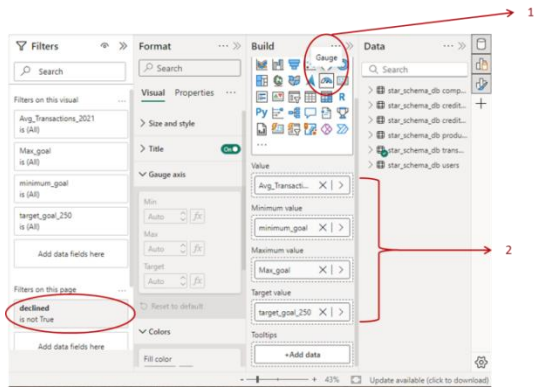 1
Filters
Search
Filters on this visual
Avg_Transactions_2021
is (All)
Max_goal
is (All)
minimum_goal
is (All)
target_goal_250
is (All)
Add data fields here
Filters on this page
declined
is not True
Add data fields here
Format
Search
Visual Properties
Size and style
Title
On
Gauge axis
Min
Auto
fx
Max
Auto
fx
Target
Auto
fx
Reset to default
Colors
Fill color
Build
Gauge
R
Py
Value
Avg_Transacti...
Minimum value
minimum_goal
Maximum value
Max_goal
Target value
target_goal_250
Tooltips
+Add data
Data
Search
star_schema_db comp...
star_schema_db credit...
star_schema_db credit...
star_schema_db produ...
star_schema_db trans...
star_schema_db users
2
- + 43%
Update available (click to download)